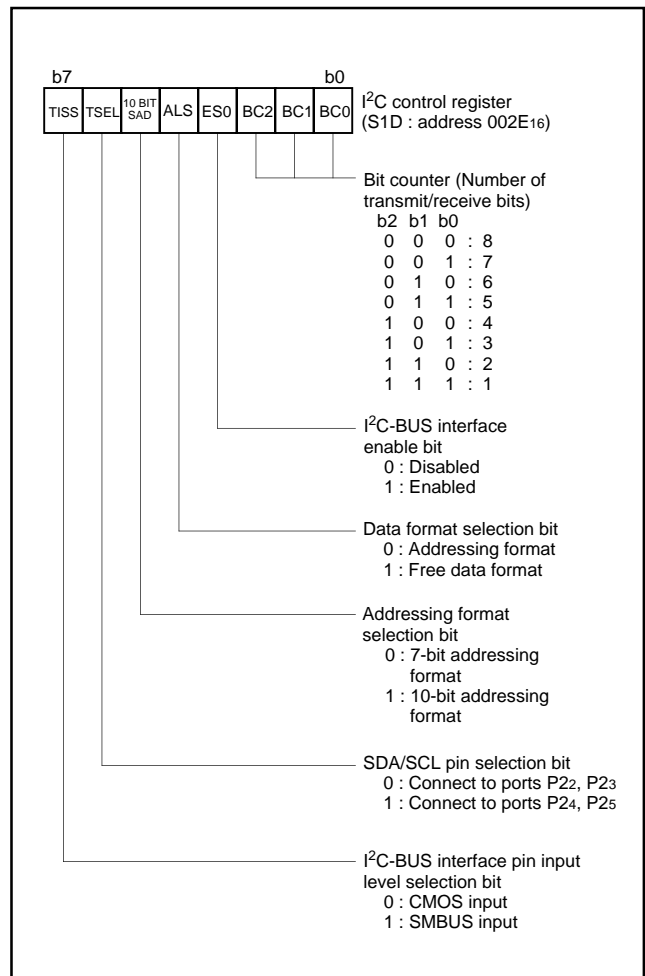 b7 b0
TISS TSEL 10 BIT SAD ALS ES0 BC2 BC1 BC0
I²C control register
(S1D : address 002E₁₆)
Bit counter (Number of
transmit/receive bits)
b2 b1 b0
0 0 0 : 8
0 0 1 : 7
0 1 0 : 6
0 1 1 : 5
1 0 0 : 4
1 0 1 : 3
1 1 0 : 2
1 1 1 : 1
I²C-BUS interface
enable bit
0 : Disabled
1 : Enabled
Data format selection bit
0 : Addressing format
1 : Free data format
Addressing format
selection bit
0 : 7-bit addressing
format
1 : 10-bit addressing
format
SDA/SCL pin selection bit
0 : Connect to ports P2₂, P2₃
1 : Connect to ports P2₄, P2₅
I²C-BUS interface pin input
level selection bit
0 : CMOS input
1 : SMBUS input